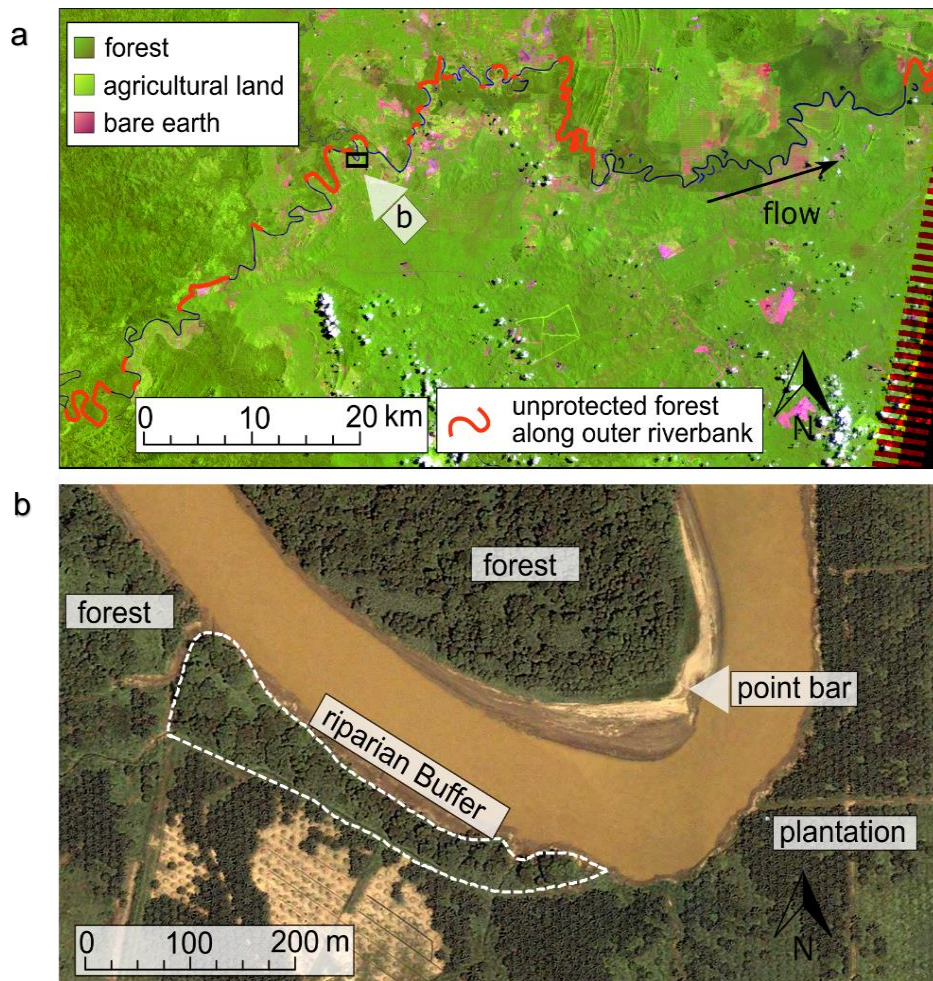 a
forest
agricultural land
bare earth
b
flow
0 10 20 km
unprotected forest
along outer riverbank
N
b
forest
forest
point bar
riparian Buffer
plantation
0 100 200 m
N